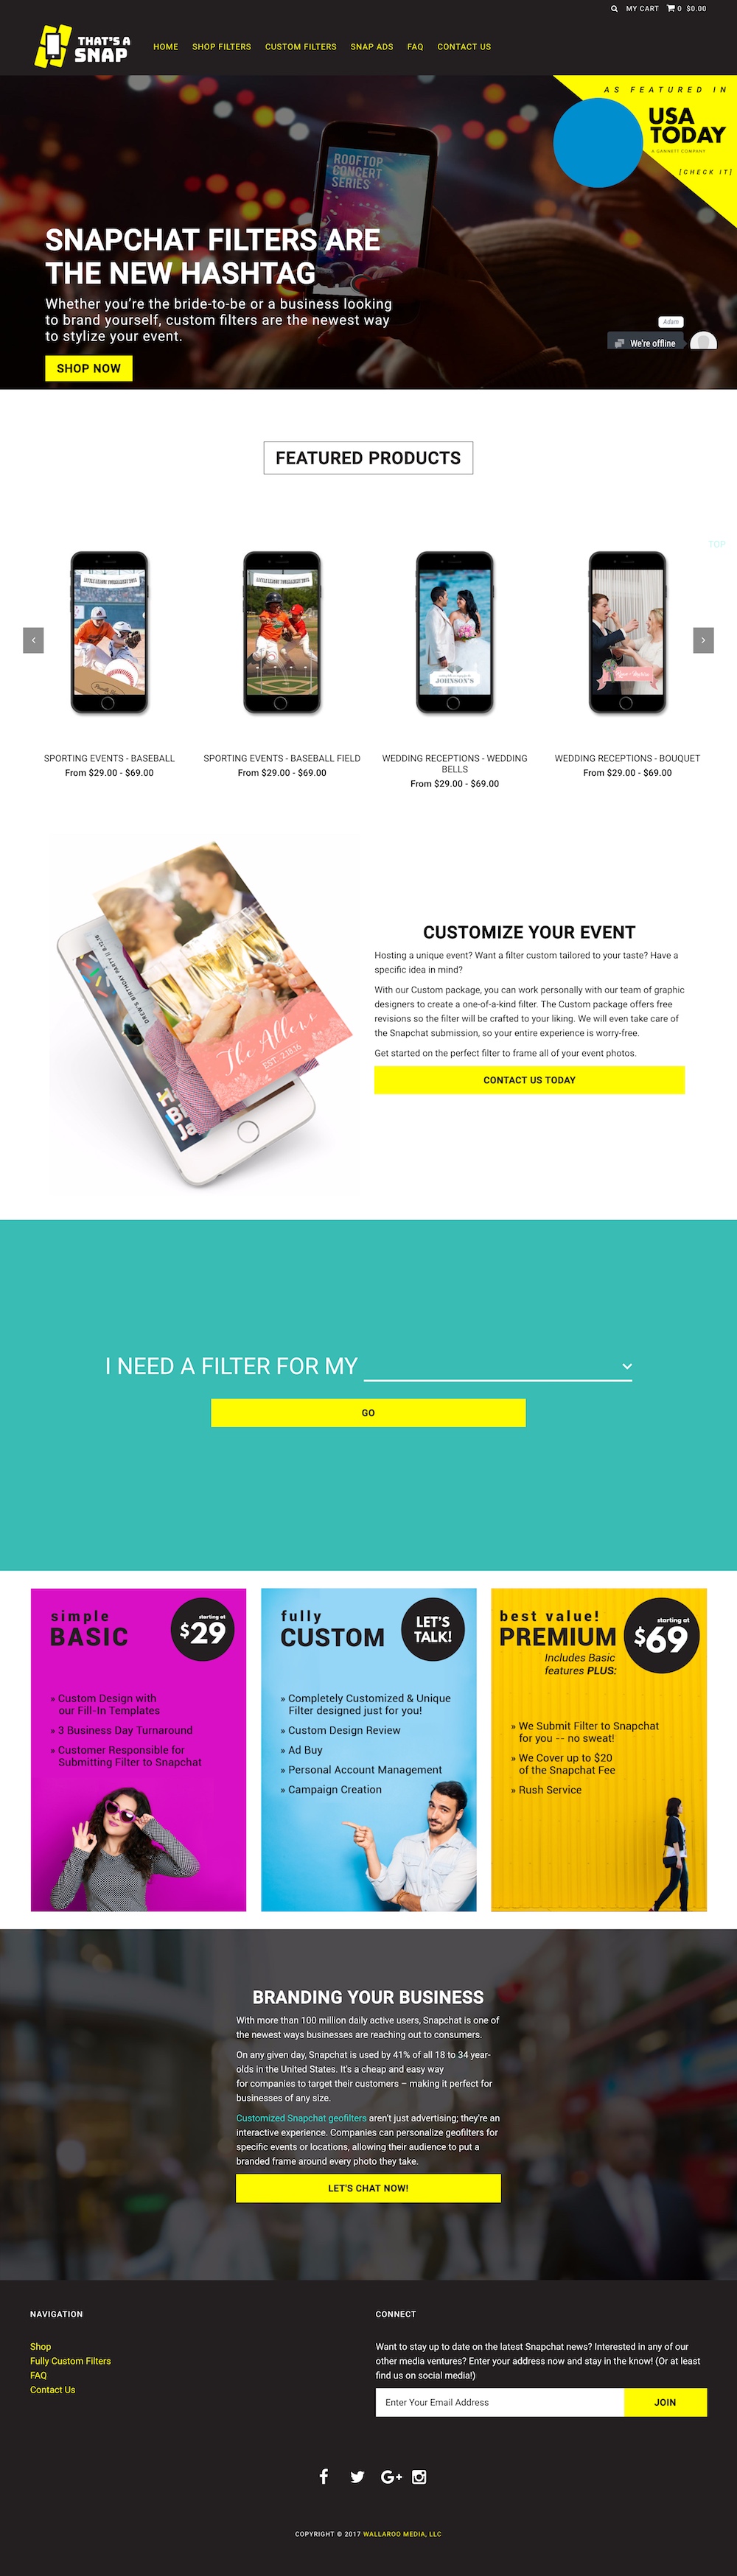 MY CART 0 $0.00
THAT'S A
SNAP
HOME SHOP FILTERS CUSTOM FILTERS SNAP ADS FAQ CONTACT US
AS FEATURED IN
USA
TODAY
A GANNETT COMPANY
[CHECK IT]
ROOFTOP
CONCERT
SERIES
SNAPCHAT FILTERS ARE
THE NEW HASHTAG
Whether you're the bride-to-be or a business looking
to brand yourself, custom filters are the newest way
to stylize your event.
Adam
We're offline
SHOP NOW
FEATURED PRODUCTS
TOP
LITTLE LEAGUE TOURNAMENT 2017
LITTLE LEAGUE TOURNAMENT 2017
JOHNSON'S
SPORTING EVENTS - BASEBALL
From $29.00 - $69.00
SPORTING EVENTS - BASEBALL FIELD
From $29.00 - $69.00
WEDDING RECEPTIONS - WEDDING
BELLS
From $29.00 - $69.00
WEDDING RECEPTIONS - BOUQUET
From $29.00 - $69.00
DREW'S BIRTHDAY PARTY || 8.12.16
The Allens
EST. 2.18.16
CUSTOMIZE YOUR EVENT
Hosting a unique event? Want a filter custom tailored to your taste? Have a
specific idea in mind?
With our Custom package, you can work personally with our team of graphic
designers to create a one-of-a-kind filter. The Custom package offers free
revisions so the filter will be crafted to your liking. We will even take care of
the Snapchat submission, so your entire experience is worry-free.
Get started on the perfect filter to frame all of your event photos.
CONTACT US TODAY
I NEED A FILTER FOR MY
GO
simple
BASIC
starting at
$29
» Custom Design with
our Fill-In Templates
» 3 Business Day Turnaround
» Customer Responsible for
Submitting Filter to Snapchat
fully
CUSTOM
LET'S
TALK!
» Completely Customized & Unique
Filter designed just for you!
» Custom Design Review
» Ad Buy
» Personal Account Management
» Campaign Creation
best value!
PREMIUM
starting at
$69
Includes Basic
features PLUS:
» We Submit Filter to Snapchat
for you -- no sweat!
» We Cover up to $20
of the Snapchat Fee
» Rush Service
BRANDING YOUR BUSINESS
With more than 100 million daily active users, Snapchat is one of
the newest ways businesses are reaching out to consumers.
On any given day, Snapchat is used by 41% of all 18 to 34 year-
olds in the United States. It's a cheap and easy way
for companies to target their customers – making it perfect for
businesses of any size.
Customized Snapchat geofilters aren't just advertising; they're an
interactive experience. Companies can personalize geofilters for
specific events or locations, allowing their audience to put a
branded frame around every photo they take.
LET'S CHAT NOW!
NAVIGATION
Shop
Fully Custom Filters
FAQ
Contact Us
CONNECT
Want to stay up to date on the latest Snapchat news? Interested in any of our
other media ventures? Enter your address now and stay in the know! (Or at least
find us on social media!)
Enter Your Email Address
JOIN
COPYRIGHT © 2017 WALLAROO MEDIA, LLC